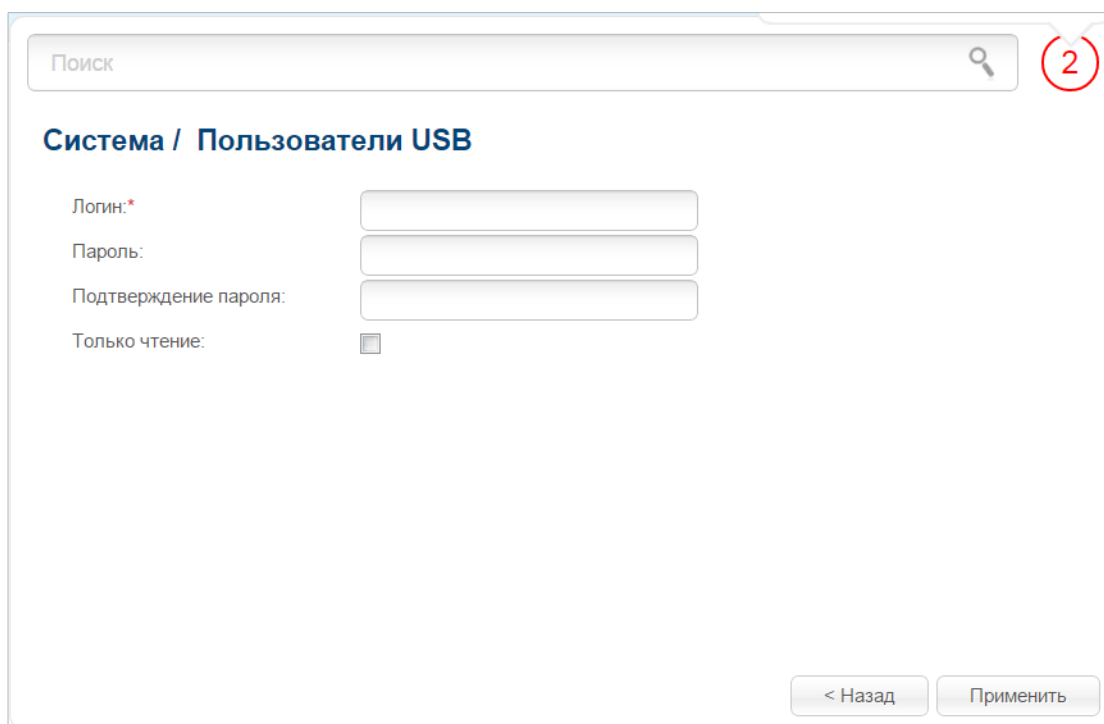 Поиск
2
Система / Пользователи USB
Логин:*
Пароль:
Подтверждение пароля:
Только чтение:
< Назад
Применить